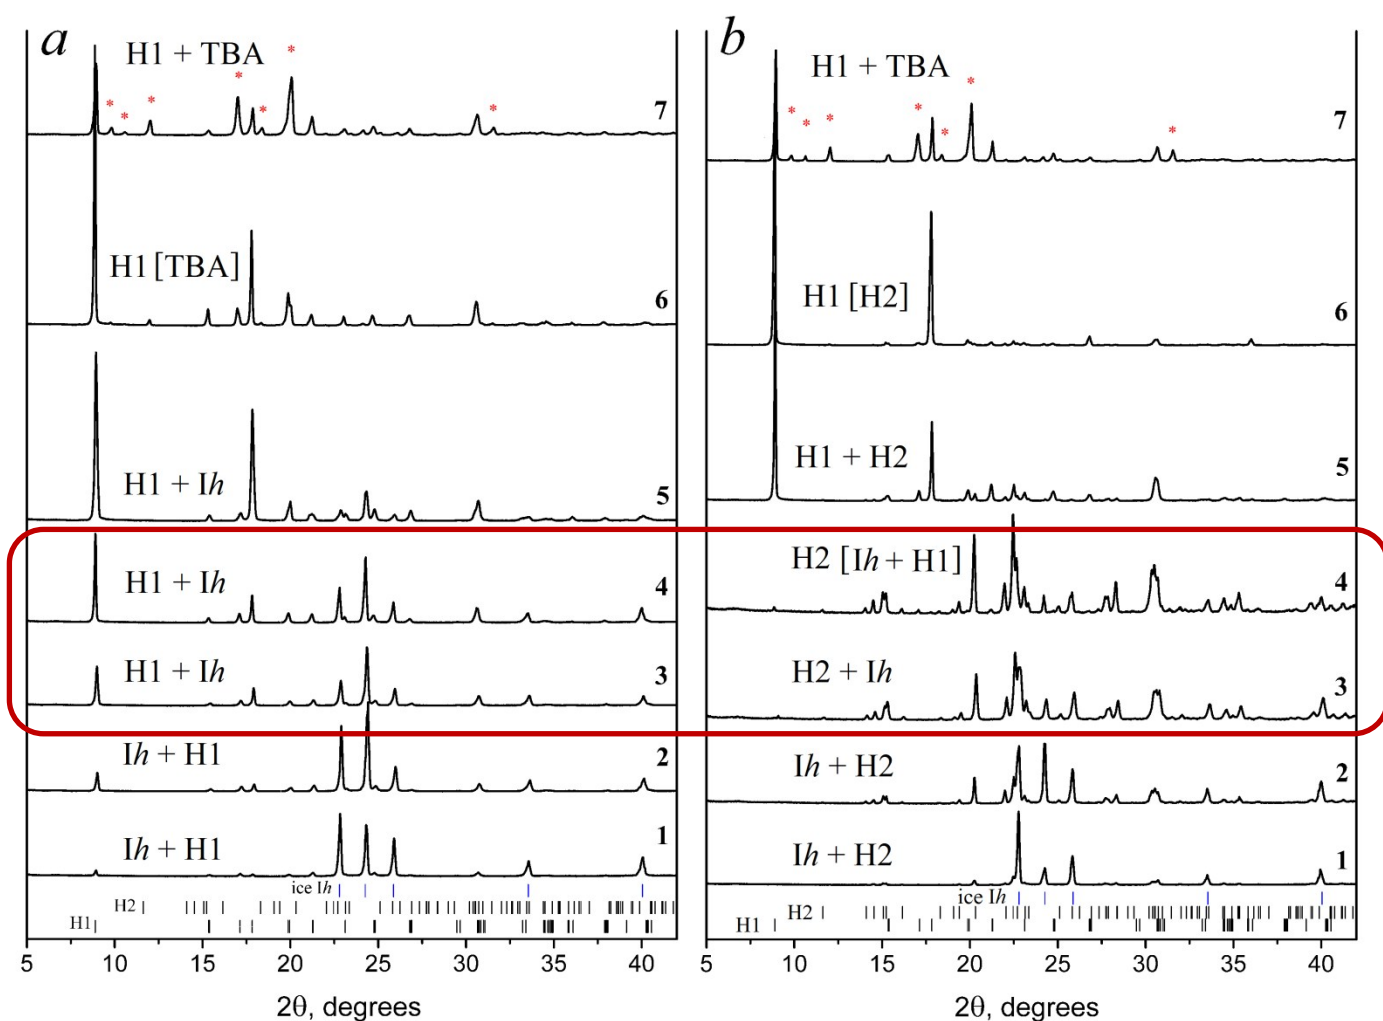 a
H1 + TBA
* * * * * * *
7
H1 [TBA]
6
H1 + Ih
5
H1 + Ih
4
H1 + Ih
3
Ih + H1
2
Ih + H1
1
ice Ih
H2
H1
5 10 15 20 25 30 35 40
2θ, degrees
b
H1 + TBA
* * * * * * *
7
H1 [H2]
6
H1 + H2
5
H2 [Ih + H1]
4
H2 + Ih
3
Ih + H2
2
Ih + H2
1
ice Ih
H2
H1
5 10 15 20 25 30 35 40
2θ, degrees